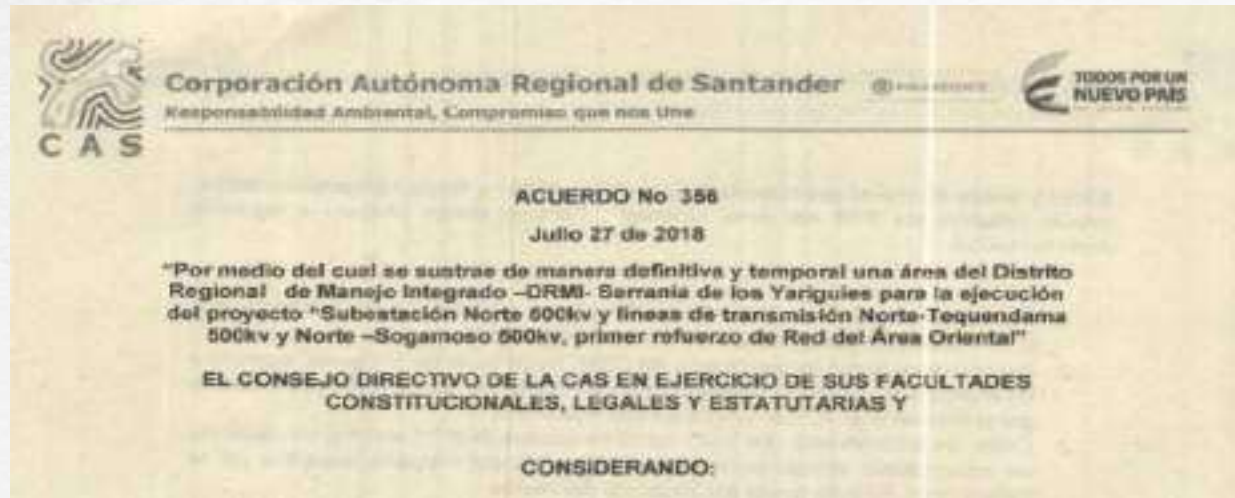 Corporación Autónoma Regional de Santander
TODOS POR UN
NUEVO PAÍS
Responsabilidad Ambiental, Compromiso que nos Une
CAS
ACUERDO No 356
Julio 27 de 2018
"Por medio del cual se sustrae de manera definitiva y temporal una área del Distrito
Regional de Manejo Integrado –DRMI- Serrania de los Yariguies para la ejecución
del proyecto "Subestación Norte 500kv y lineas de transmisión Norte-Tequendama
500kv y Norte –Sogamoso 500kv, primer refuerzo de Red del Área Oriental"
EL CONSEJO DIRECTIVO DE LA CAS EN EJERCICIO DE SUS FACULTADES
CONSTITUCIONALES, LEGALES Y ESTATUTARIAS Y
CONSIDERANDO: